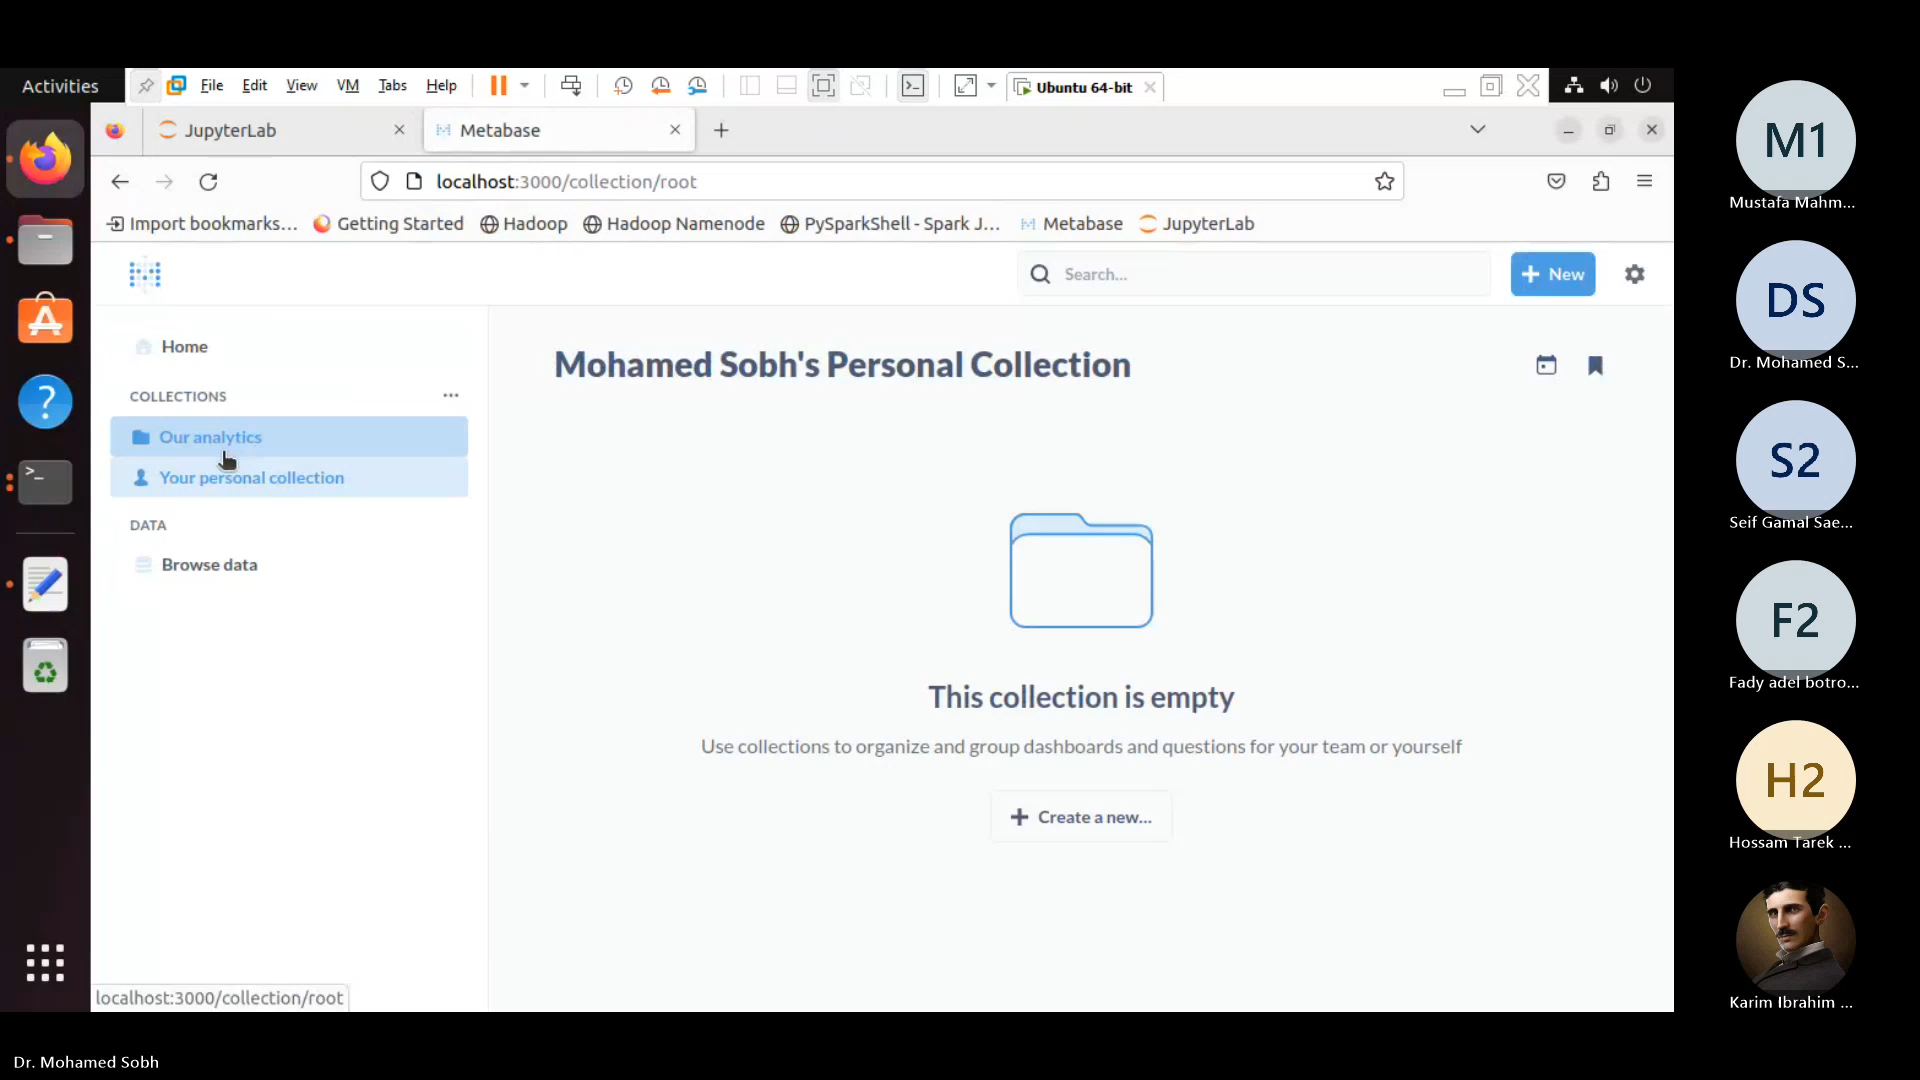 Activities
File Edit View VM Tabs Help
Ubuntu 64-bit
JupyterLab
Metabase
localhost:3000/collection/root
Import bookmarks... Getting Started Hadoop Hadoop Namenode PySparkShell - Spark J... Metabase JupyterLab
Search...
+ New
Home
COLLECTIONS
Our analytics
Your personal collection
DATA
Browse data
Mohamed Sobh's Personal Collection
This collection is empty
Use collections to organize and group dashboards and questions for your team or yourself
+ Create a new...
localhost:3000/collection/root
M1
Mustafa Mahm...
DS
Dr. Mohamed S...
S2
Seif Gamal Sae...
F2
Fady adel botro...
H2
Hossam Tarek ...
Karim Ibrahim ...
Dr. Mohamed Sobh